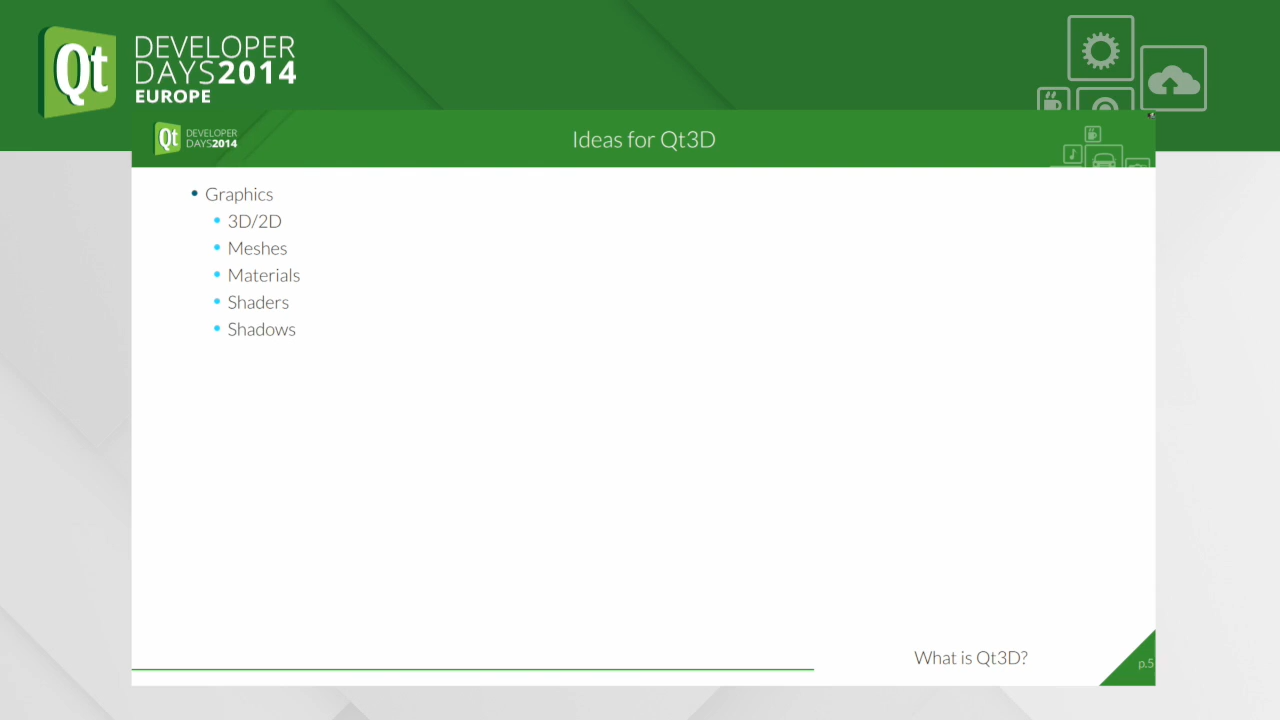 Qt DEVELOPER
DAYS2014
EUROPE
Qt DEVELOPER
DAYS2014
Ideas for Qt3D
• Graphics
• 3D/2D
• Meshes
• Materials
• Shaders
• Shadows
What is Qt3D?
p.5